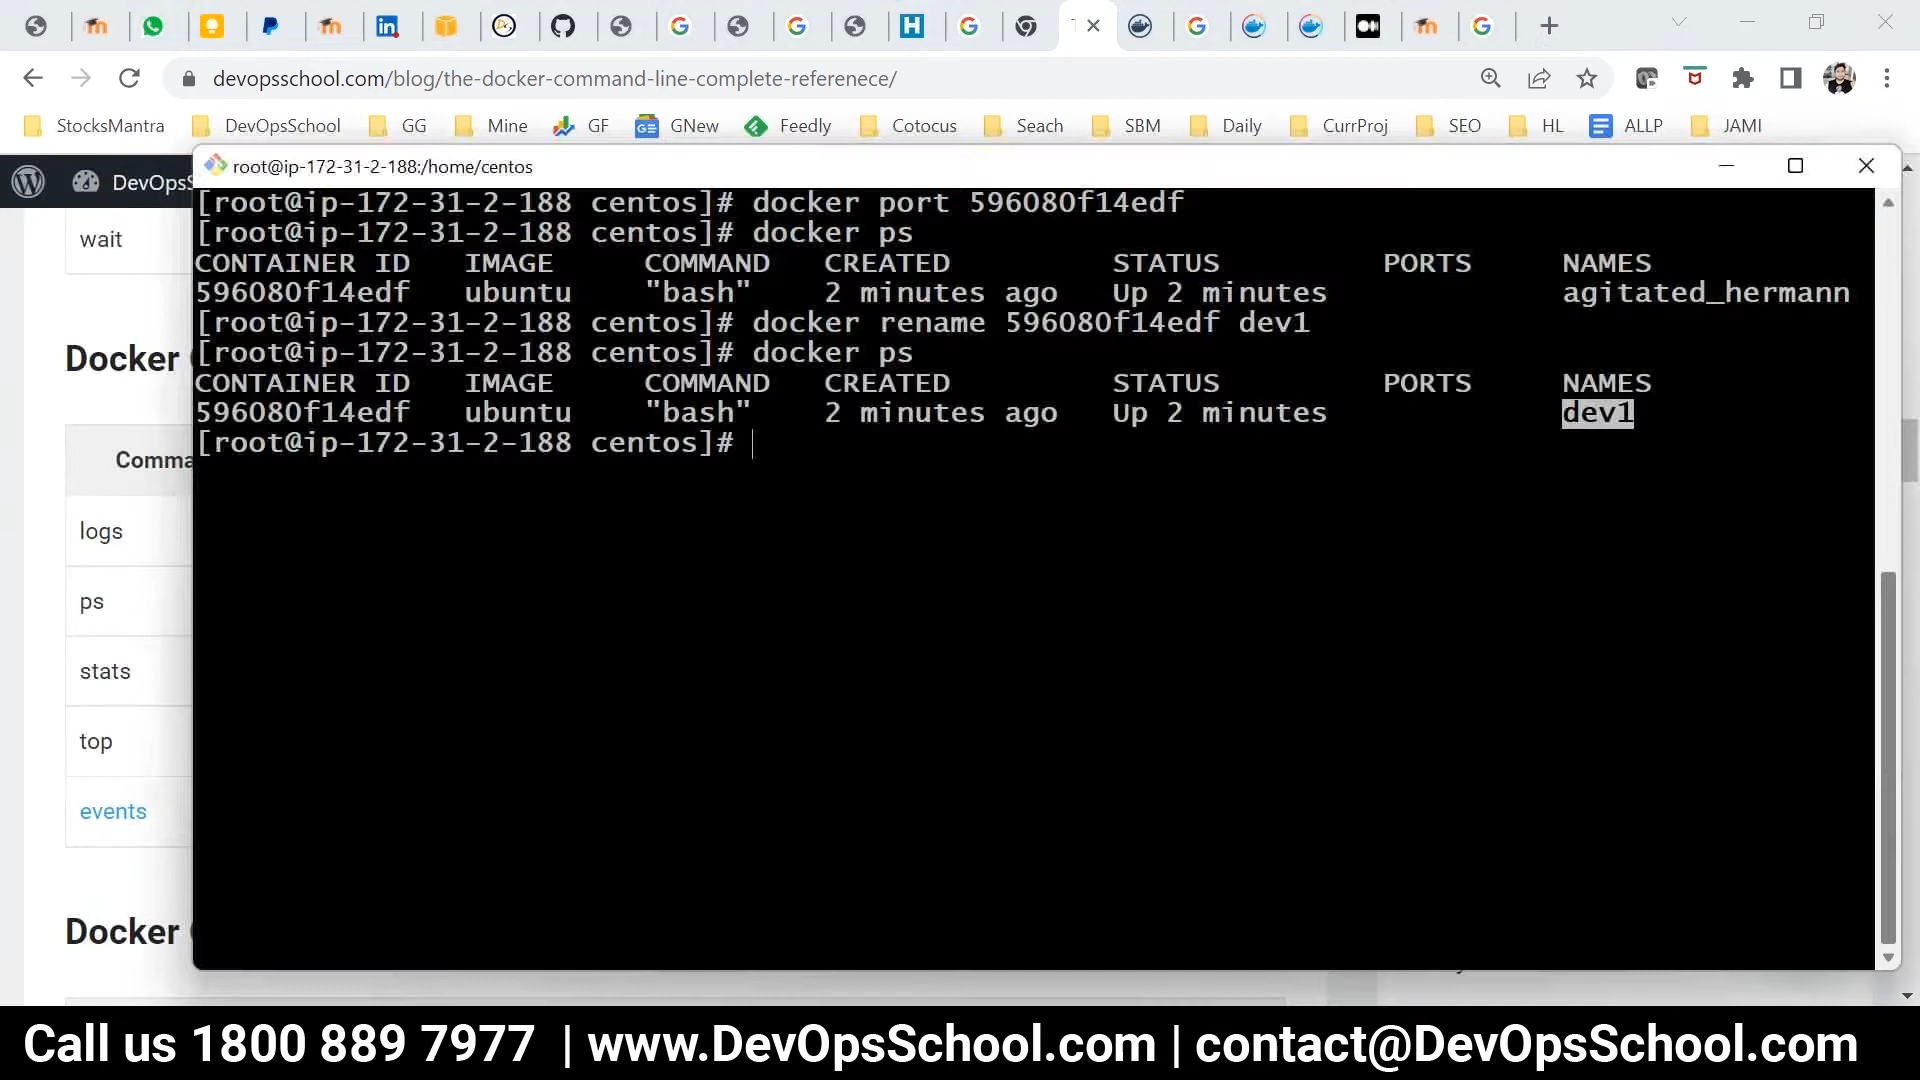 devopsschool.com/blog/the-docker-command-line-complete-referenece/
StocksMantra DevOpsSchool GG Mine GF GNew Feedly Cotocus Seach SBM Daily CurrProj SEO HL ALLP JAMI
root@ip-172-31-2-188:/home/centos
DevOpsS
[root@ip-172-31-2-188 centos]# docker port 596080f14edf
[root@ip-172-31-2-188 centos]# docker ps
CONTAINER ID IMAGE COMMAND CREATED STATUS PORTS NAMES
596080f14edf ubuntu "bash" 2 minutes ago Up 2 minutes agitated_hermann
[root@ip-172-31-2-188 centos]# docker rename 596080f14edf dev1
[root@ip-172-31-2-188 centos]# docker ps
CONTAINER ID IMAGE COMMAND CREATED STATUS PORTS NAMES
596080f14edf ubuntu "bash" 2 minutes ago Up 2 minutes dev1
[root@ip-172-31-2-188 centos]#
wait
Docker
Comma
logs
ps
stats
top
events
Docker
Call us 1800 889 7977 | www.DevOpsSchool.com | contact@DevOpsSchool.com